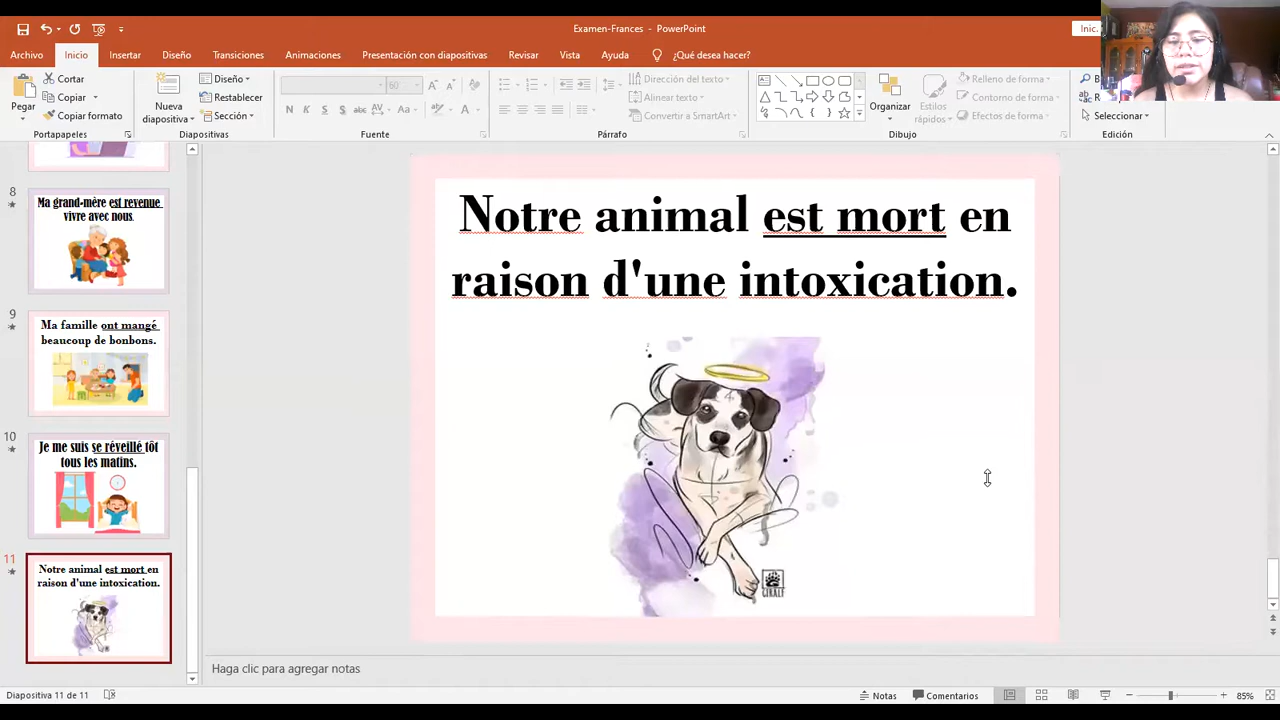 Examen-Frances - PowerPoint
Inic.
Archivo Inicio Insertar Diseño Transiciones Animaciones Presentación con diapositivas Revisar Vista Ayuda ¿Qué desea hacer?
Pegar
Cortar
Copiar
Copiar formato
Portapapeles
Nueva
diapositiva
Diseño
Restablecer
Sección
Diapositivas
60
N K S
Fuente
Dirección del texto
Alinear texto
Convertir a SmartArt
Párrafo
Organizar
Estilos
rápidos
Relleno de forma
Contorno de forma
Efectos de forma
Dibujo
Seleccionar
Edición
8
Ma grand-mère est revenue
vivre avec nous.
9
Ma famille ont mangé
beaucoup de bonbons.
10
Je me suis se réveillé tôt
tous les matins.
11
Notre animal est mort en
raison d'une intoxication.
Notre animal est mort en
raison d'une intoxication.
GIRALF
Haga clic para agregar notas
Diapositiva 11 de 11
Notas
Comentarios
85%